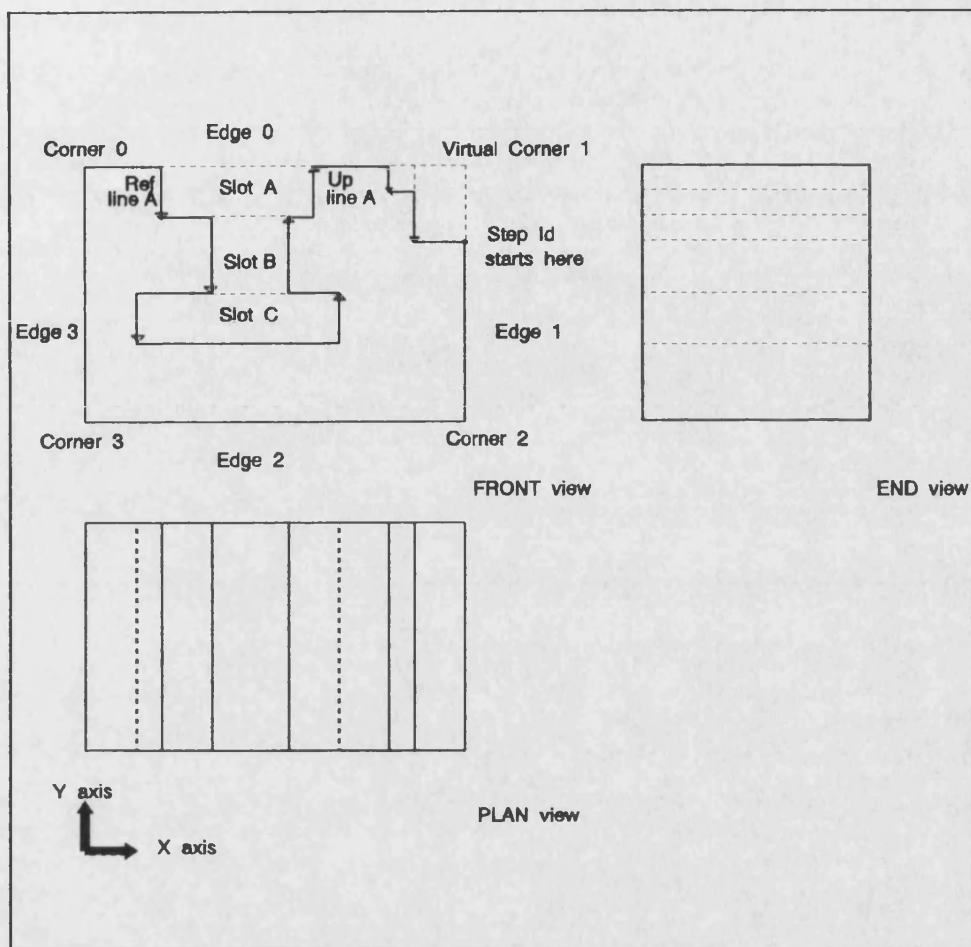 Edge 0
Corner 0
Virtual Corner 1
Ref
line A
Slot A
Up
line A
Step Id
starts here
Slot B
Slot C
Edge 3
Edge 1
Corner 3
Corner 2
Edge 2
FRONT view
END view
Y axis
X axis
PLAN view